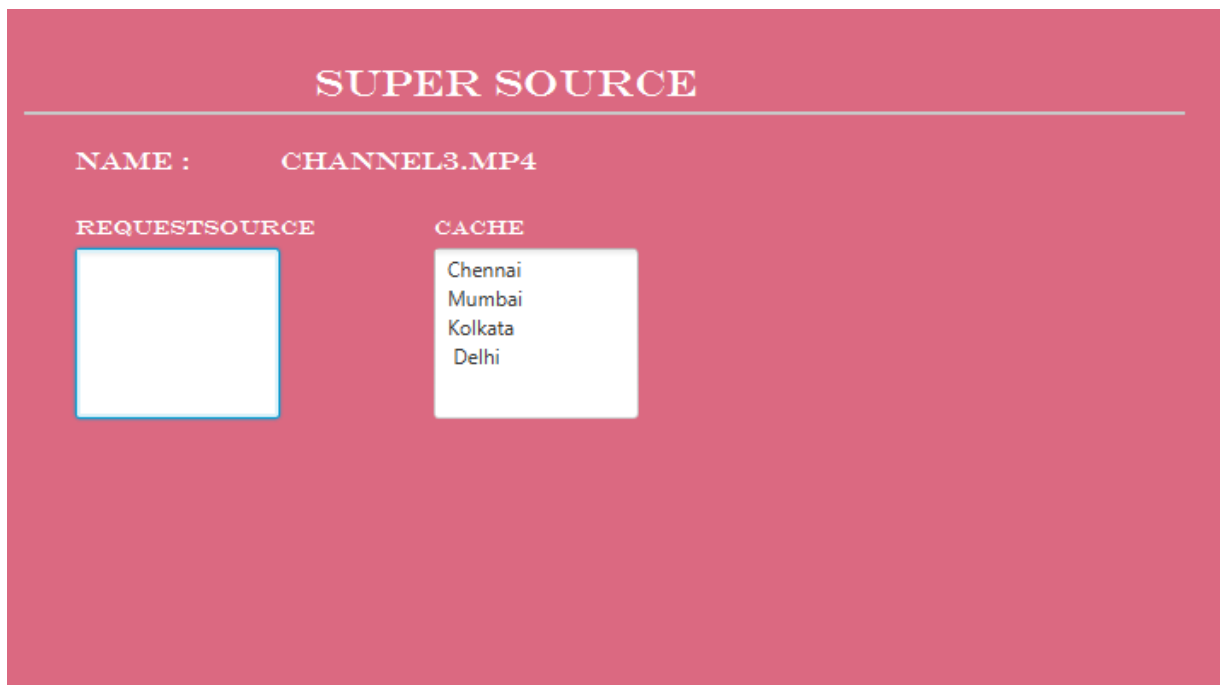 SUPER SOURCE
NAME : CHANNEL3.MP4
REQUESTSOURCE CACHE
Chennai
Mumbai
Kolkata
Delhi